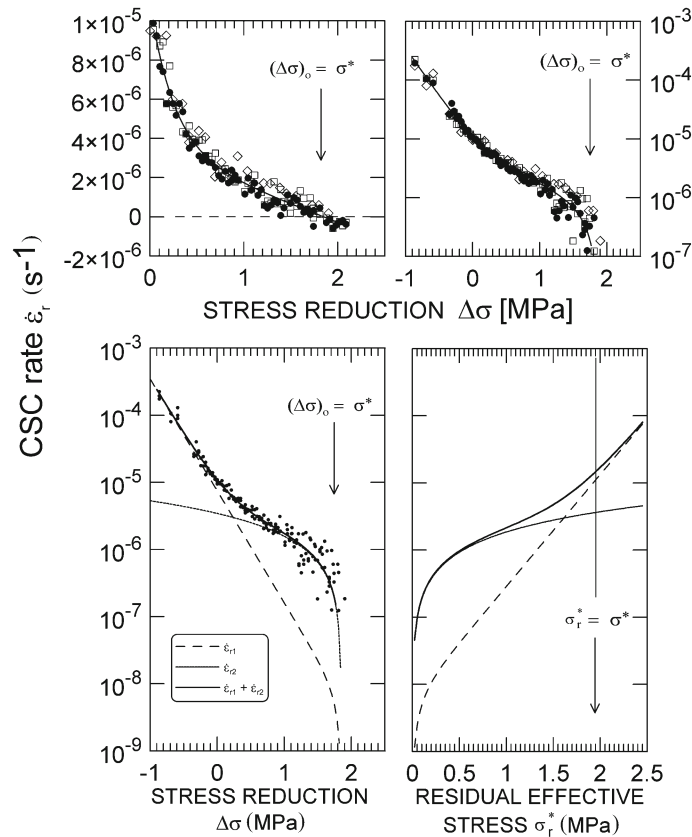 CSC rate ε̇ᵣ (s-1)
1×10⁻⁵
8×10⁻⁶
6×10⁻⁶
4×10⁻⁶
2×10⁻⁶
0
-2×10⁻⁶
(Δσ)ₒ = σ*
0 1 2
(Δσ)ₒ = σ*
10⁻³
10⁻⁴
10⁻⁵
10⁻⁶
10⁻⁷
-1 0 1 2
STRESS REDUCTION Δσ [MPa]
10⁻³
10⁻⁴
10⁻⁵
10⁻⁶
10⁻⁷
10⁻⁸
10⁻⁹
(Δσ)ₒ = σ*
ε̇ᵣ₁
ε̇ᵣ₂
ε̇ᵣ₁ + ε̇ᵣ₂
-1 0 1 2
STRESS REDUCTION
Δσ (MPa)
σᵣ* = σ*
0 0.5 1 1.5 2 2.5
RESIDUAL EFFECTIVE
STRESS σᵣ* (MPa)